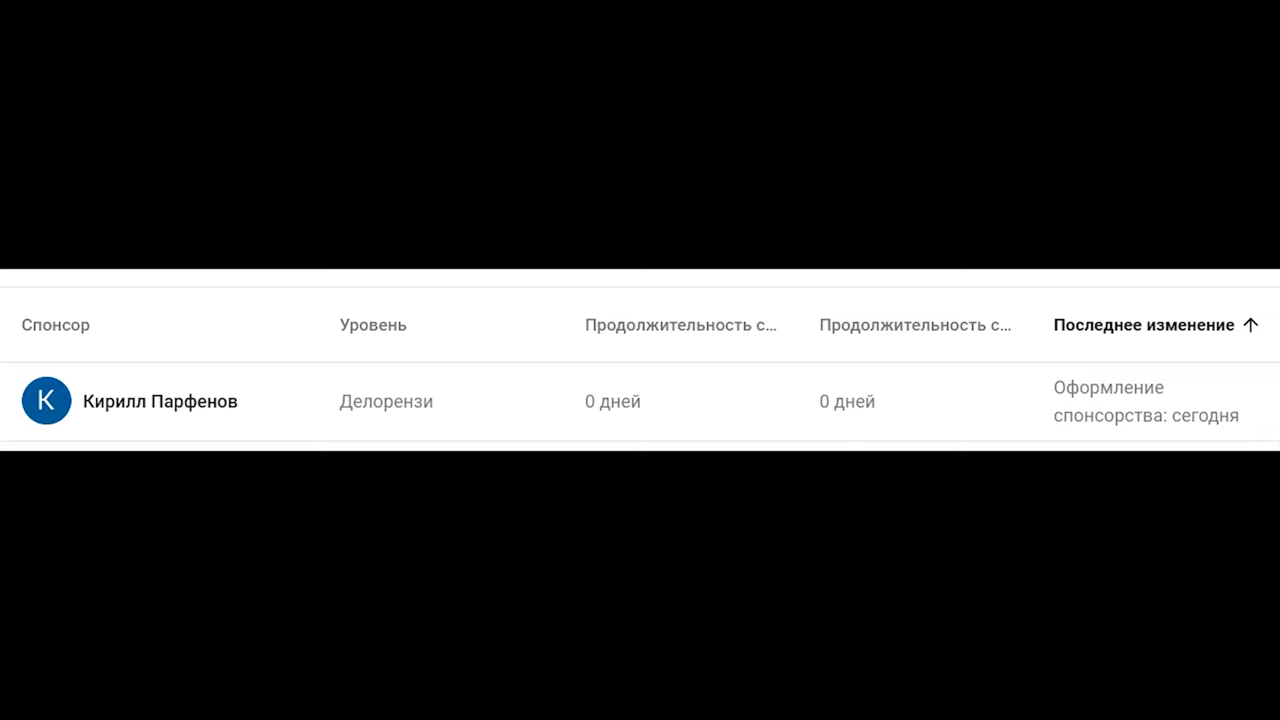 Спонсор Уровень Продолжительность с... Продолжительность с... Последнее изменение
К Кирилл Парфенов Делорензи 0 дней 0 дней Оформление
спонсорства: сегодня